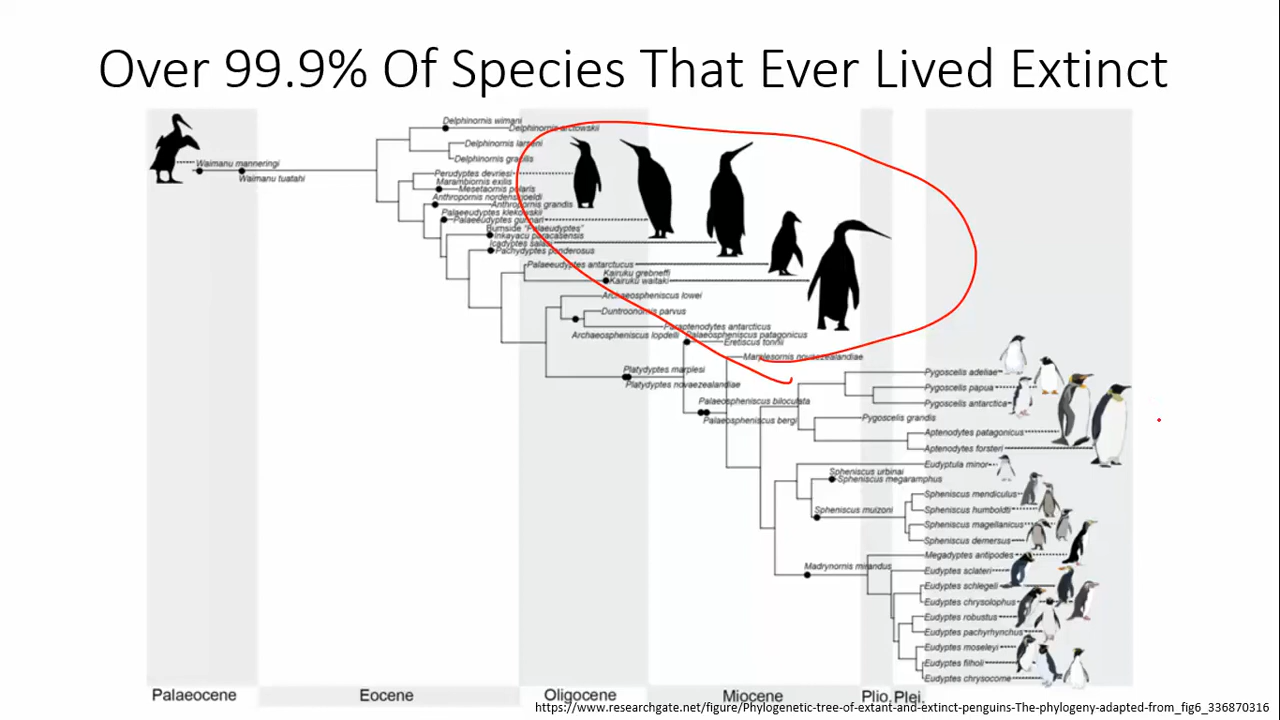 Over 99.9% Of Species That Ever Lived Extinct
Delphinornis wimani
Delphinornis arctowskii
Delphinornis larseni
Delphinornis gracilis
Waimanu manneringi
Waimanu tuatahi
Perudyptes devriesi
Marambiornis exilis
Mesetaornis polaris
Anthropornis nordenskjoeldi
Anthropornis grandis
Palaeeudyptes klekowskii
Palaeeudyptes gunnari
Burnside "Palaeudyptes"
Inkayacu paracasensis
Icadyptes salasi
Pachydyptes ponderosus
Palaeeudyptes antarctucus
Kairuku grebneffi
Kairuku waitaki
Archaeospheniscus lowei
Duntroonornis parvus
Paraptenodytes antarcticus
Archaeospheniscus lopdelli
Palaeospheniscus patagonicus
Eretiscus tonnii
Marplesornis novaezealandiae
Platydyptes marplesi
Platydyptes novaezealandiae
Pygoscelis adeliae
Pygoscelis papua
Palaeospheniscus biloculata
Pygoscelis antarctica
Palaeospheniscus bergi
Pygoscelis grandis
Aptenodytes patagonicus
Aptenodytes forsteri
Eudyptula minor
Spheniscus urbinai
Spheniscus megaramphus
Spheniscus mendiculus
Spheniscus humboldti
Spheniscus muizoni
Spheniscus magellanicus
Spheniscus demersus
Megadyptes antipodes
Madrynornis mirandus
Eudyptes sclateri
Eudyptes schlegeli
Eudyptes chrysolophus
Eudyptes robustus
Eudyptes pachyrhynchus
Eudyptes moseleyi
Eudyptes filholi
Eudyptes chrysocome
Palaeocene Eocene Oligocene Miocene Plio. Plei.
https://www.researchgate.net/figure/Phylogenetic-tree-of-extant-and-extinct-penguins-The-phylogeny-adapted-from_fig6_336870316